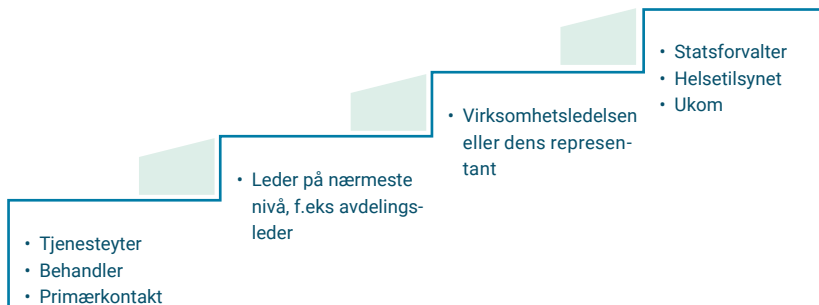 • Tjenesteyter
• Behandler
• Primærkontakt
• Leder på nærmeste
nivå, f.eks avdelings-
leder
• Virksomhetsledelsen
eller dens represen-
tant
• Statsforvalter
• Helsetilsynet
• Ukom